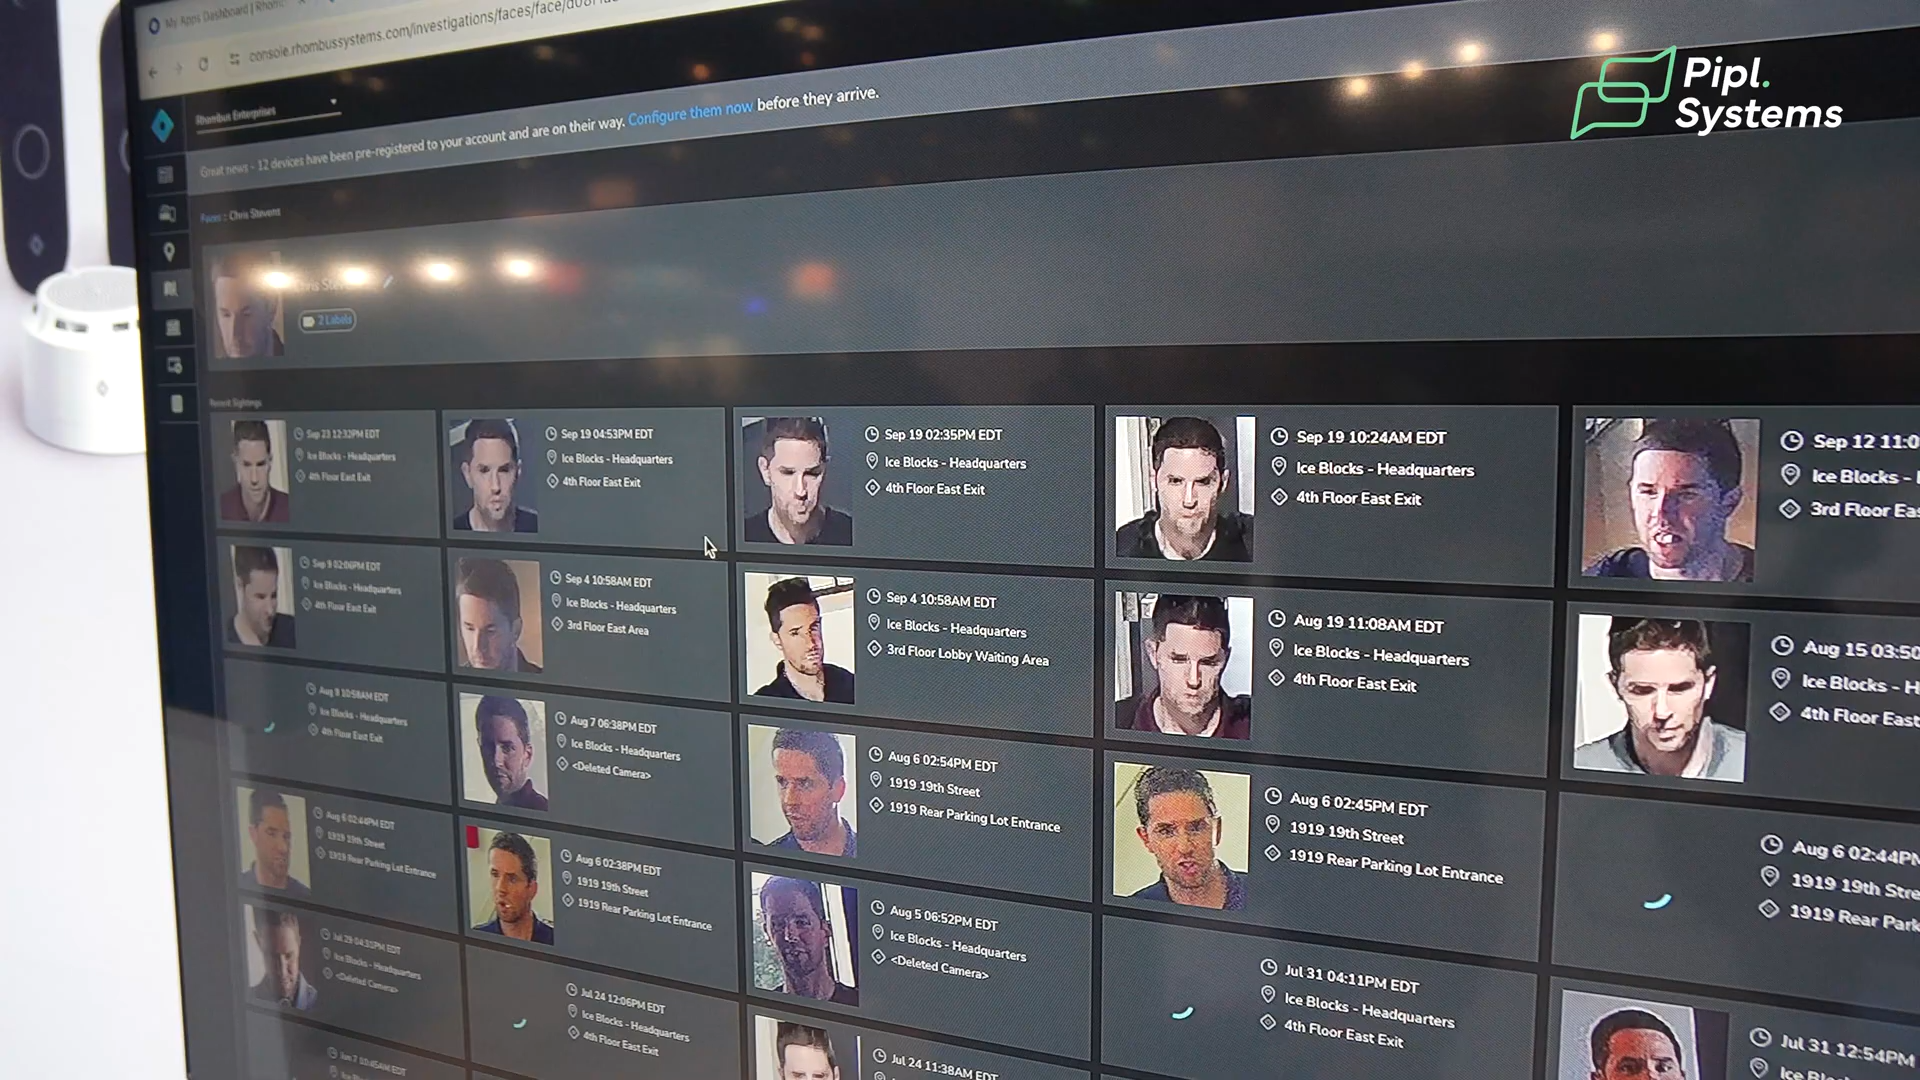 My Apps Dashboard | Rhom
console.rhombussystems.com/investigations/faces/face/
Pipl.
Systems
Rhombus Enterprises
Great news - 12 devices have been pre-registered to your account and are on their way. Configure them now before they arrive.
Faces : Chris Stevens
2 Labels
Recent Sightings
Sep 23 12:32PM EDT
Ice Blocks - Headquarters
4th Floor East Exit
Sep 19 04:53PM EDT
Ice Blocks - Headquarters
4th Floor East Exit
Sep 19 02:35PM EDT
Ice Blocks - Headquarters
4th Floor East Exit
Sep 19 10:24AM EDT
Ice Blocks - Headquarters
4th Floor East Exit
Sep 12 11:0
Ice Blocks -
3rd Floor Eas
Sep 9 02:06PM EDT
Ice Blocks - Headquarters
4th Floor East Exit
Sep 4 10:58AM EDT
Ice Blocks - Headquarters
3rd Floor East Area
Sep 4 10:58AM EDT
Ice Blocks - Headquarters
3rd Floor Lobby Waiting Area
Aug 19 11:08AM EDT
Ice Blocks - Headquarters
4th Floor East Exit
Aug 15 03:50
Ice Blocks - H
4th Floor East
Aug 9 10:58AM EDT
Ice Blocks - Headquarters
4th Floor East Exit
Aug 7 06:38PM EDT
Ice Blocks - Headquarters
<Deleted Camera>
Aug 6 02:54PM EDT
1919 19th Street
1919 Rear Parking Lot Entrance
Aug 6 02:45PM EDT
1919 19th Street
1919 Rear Parking Lot Entrance
Aug 6 02:44PM
1919 19th Stre
1919 Rear Park
Aug 6 02:44PM EDT
1919 19th Street
1919 Rear Parking Lot Entrance
Aug 6 02:38PM EDT
1919 19th Street
1919 Rear Parking Lot Entrance
Aug 5 06:52PM EDT
Ice Blocks - Headquarters
<Deleted Camera>
Jul 31 04:11PM EDT
Ice Blocks - Headquarters
4th Floor East Exit
Jul 31 12:54PM
Ice Bloc
Jul 29 04:31PM EDT
Ice Blocks - Headquarters
<Deleted Camera>
Jul 24 12:06PM EDT
Ice Blocks - Headquarters
4th Floor East Exit
Jul 24 11:38AM EDT